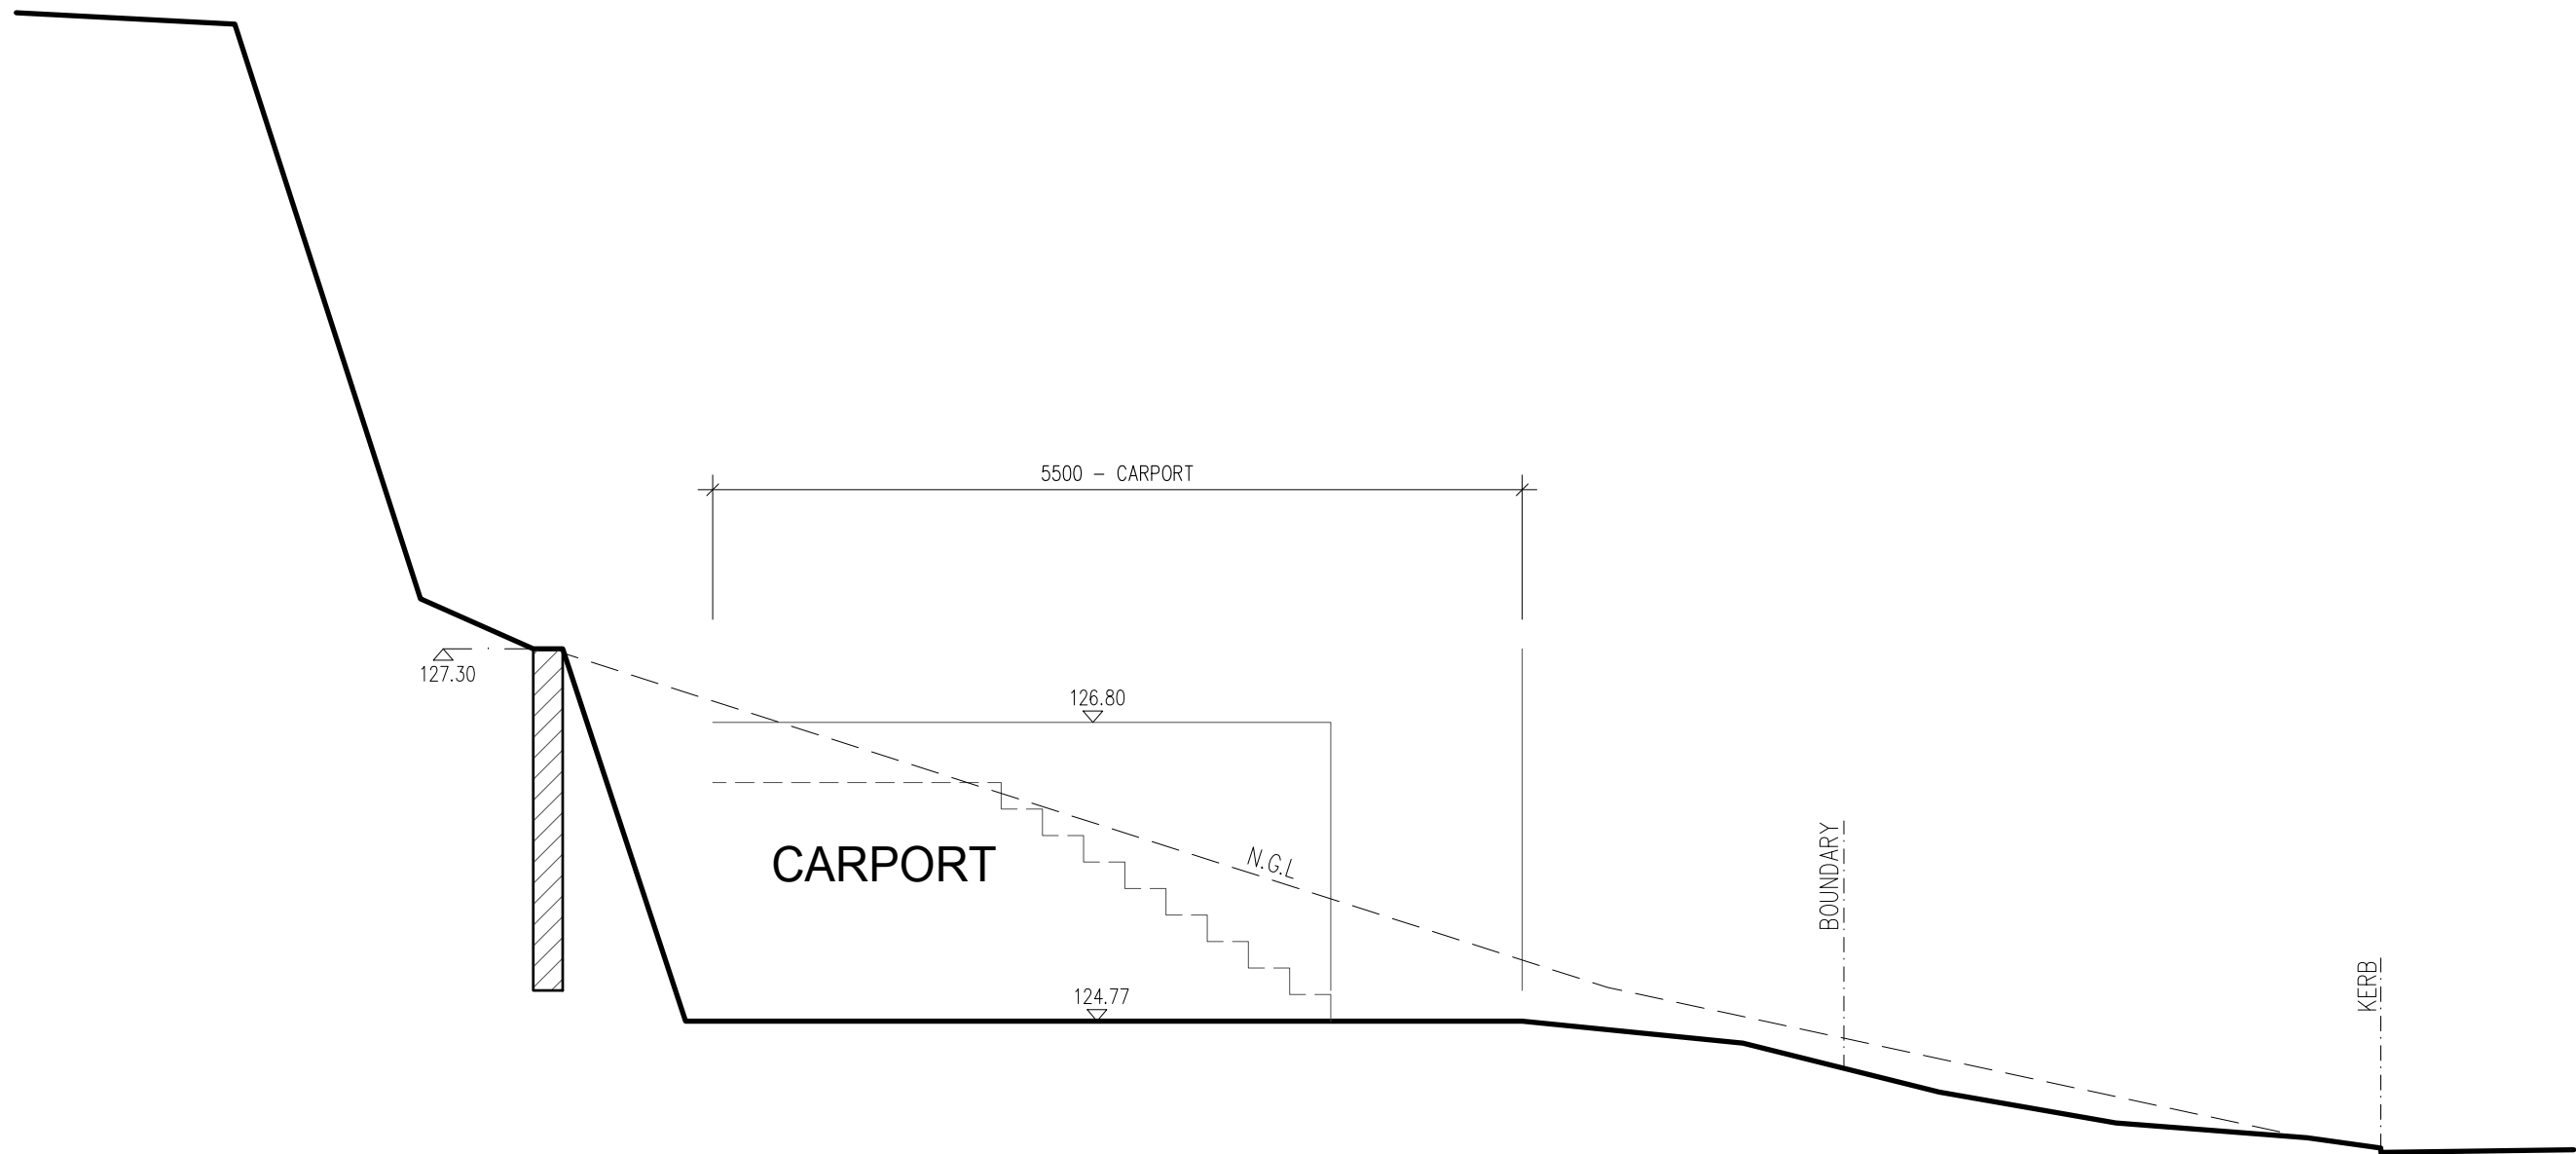 5500 – CARPORT
127.30
126.80
CARPORT
N.G.L
BOUNDARY
124.77
KERB